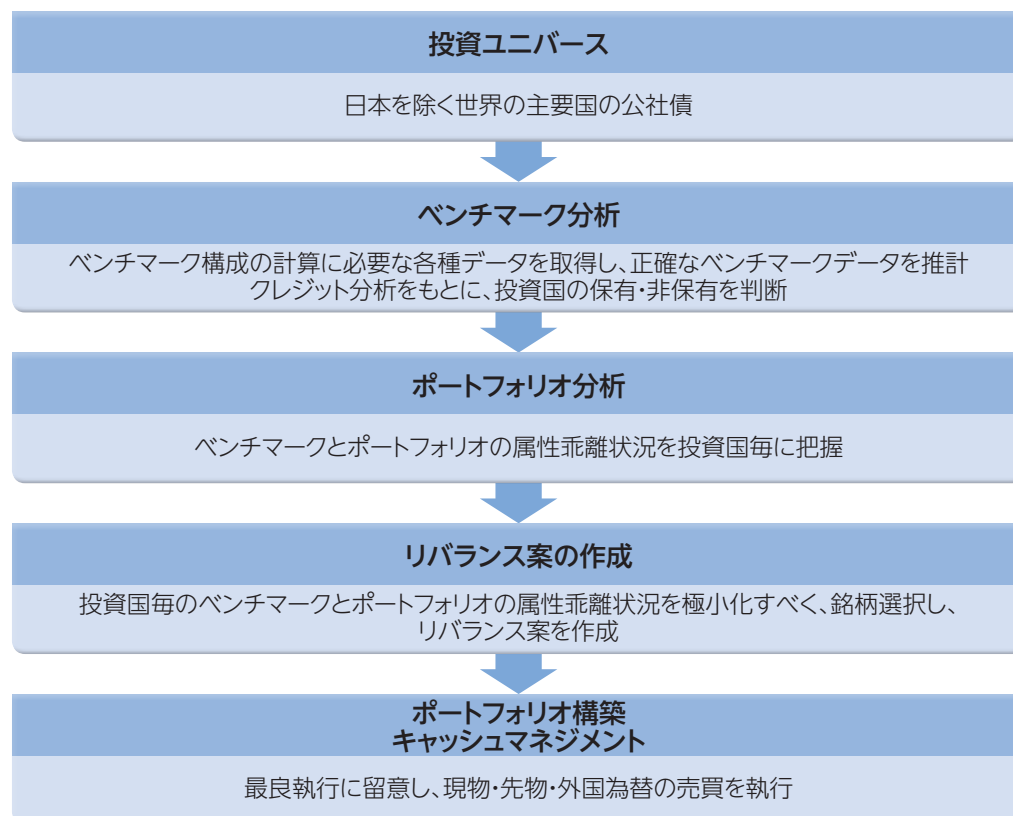 投資ユニバース
日本を除く世界の主要国の公社債
ベンチマーク分析
ベンチマーク構成の計算に必要な各種データを取得し、正確なベンチマークデータを推計
クレジット分析をもとに、投資国の保有・非保有を判断
ポートフォリオ分析
ベンチマークとポートフォリオの属性乖離状況を投資国毎に把握
リバランス案の作成
投資国毎のベンチマークとポートフォリオの属性乖離状況を極小化すべく、銘柄選択し、
リバランス案を作成
ポートフォリオ構築
キャッシュマネジメント
最良執行に留意し、現物・先物・外国為替の売買を執行